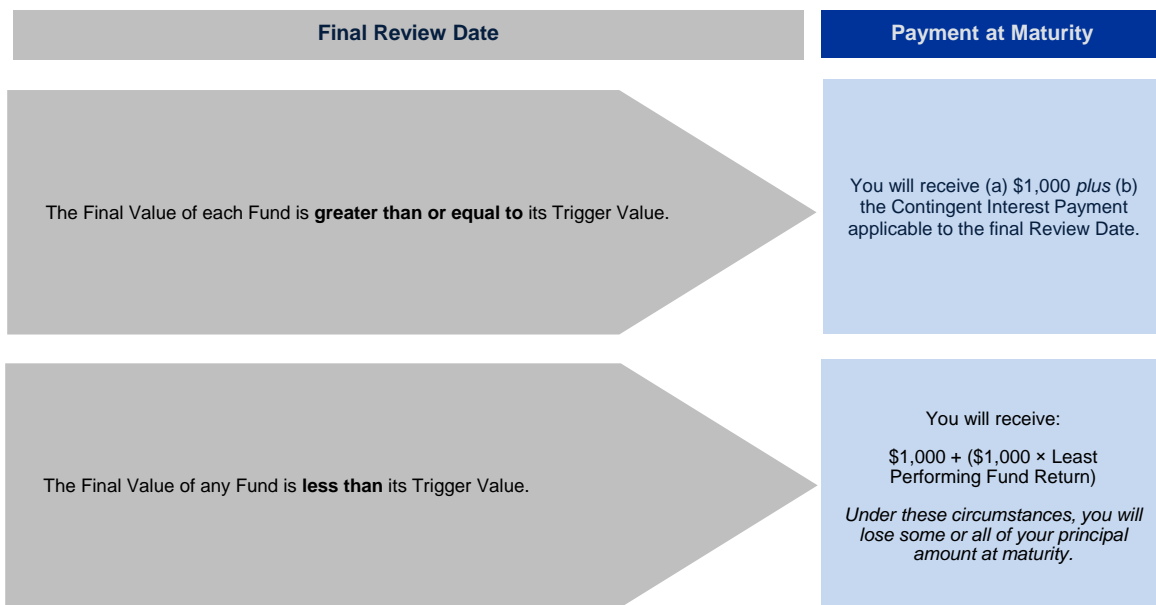 Final Review Date
Payment at Maturity
The Final Value of each Fund is greater than or equal to its Trigger Value.
You will receive (a) $1,000 plus (b)
the Contingent Interest Payment
applicable to the final Review Date.
The Final Value of any Fund is less than its Trigger Value.
You will receive:
$1,000 + ($1,000 × Least
Performing Fund Return)
Under these circumstances, you will
lose some or all of your principal
amount at maturity.